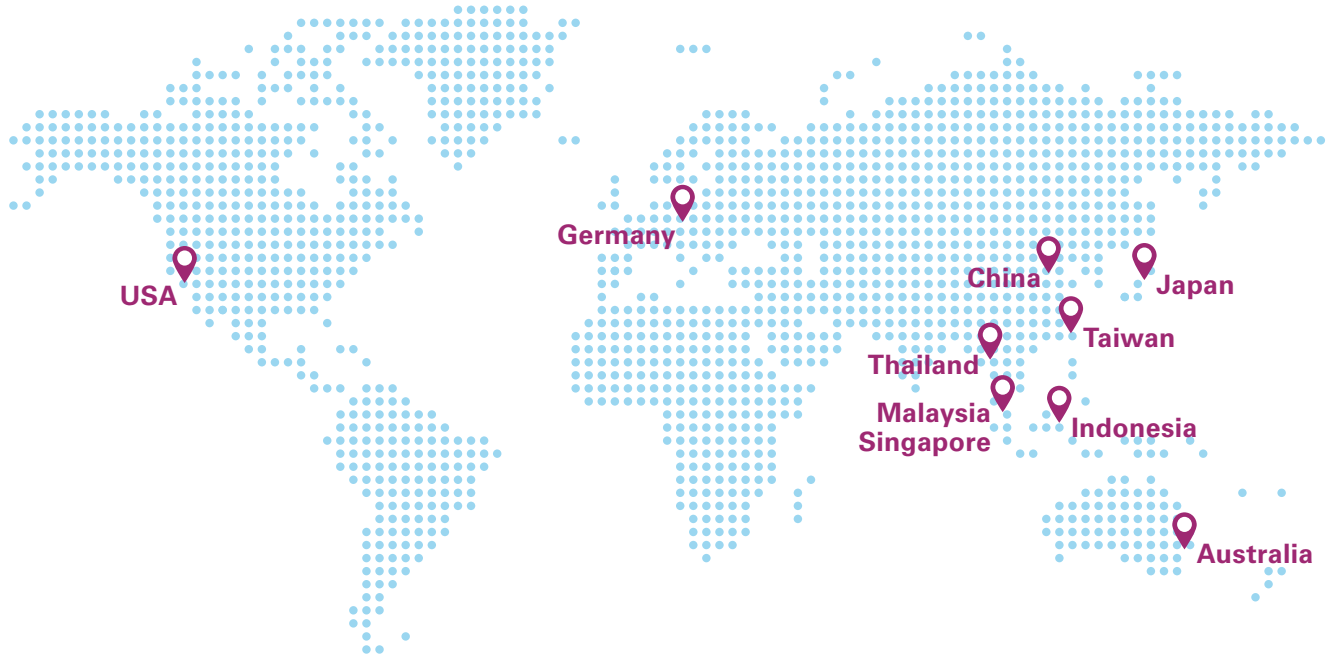 Germany
USA
China
Japan
Taiwan
Thailand
Malaysia
Singapore
Indonesia
Australia